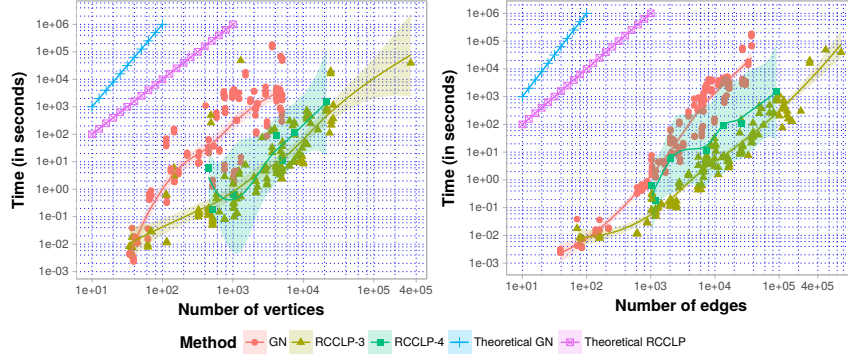 1e+06
1e+05
1e+04
1e+03
1e+02
1e+01
1e+00
1e-01
1e-02
1e-03
Time (in seconds)
1e+01 1e+02 1e+03 1e+04 1e+05 4e+05
Number of vertices
1e+06
1e+05
1e+04
1e+03
1e+02
1e+01
1e+00
1e-01
1e-02
1e-03
Time (in seconds)
1e+01 1e+02 1e+03 1e+04 1e+05 4e+05
Number of edges
Method GN RCCLP-3 RCCLP-4 Theoretical GN Theoretical RCCLP